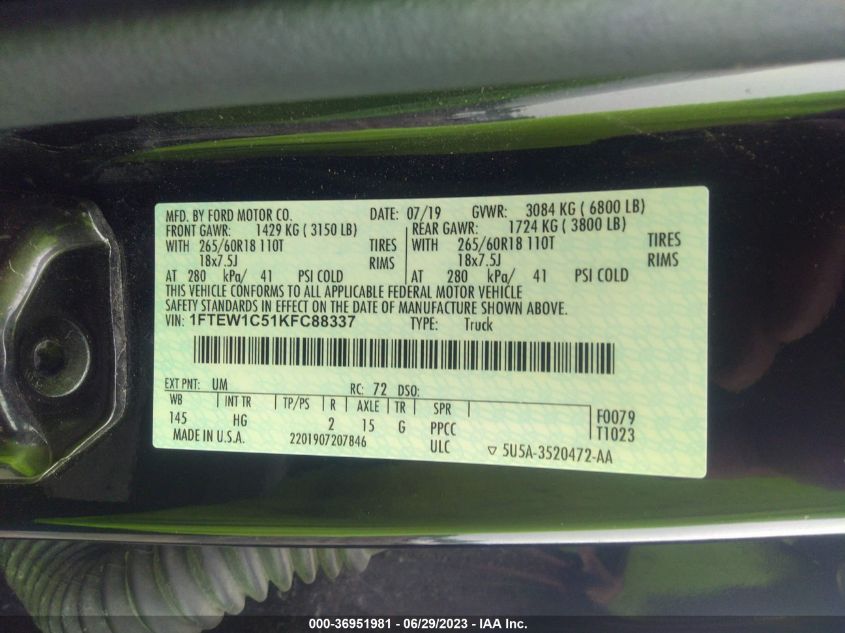 MFD. BY FORD MOTOR CO. DATE: 07/19 GVWR: 3084 KG ( 6800 LB)
FRONT GAWR: 1429 KG ( 3150 LB) REAR GAWR: 1724 KG ( 3800 LB)
WITH 265/60R18 110T TIRES WITH 265/60R18 110T TIRES
18x7.5J RIMS 18x7.5J RIMS
AT 280 kPa/ 41 PSI COLD AT 280 kPa/ 41 PSI COLD
THIS VEHICLE CONFORMS TO ALL APPLICABLE FEDERAL MOTOR VEHICLE
SAFETY STANDARDS IN EFFECT ON THE DATE OF MANUFACTURE SHOWN ABOVE.
VIN: 1FTEW1C51KFC88337 TYPE: Truck
EXT PNT: UM RC: 72 DSO:
WB INT TR TP/PS R AXLE TR SPR F0079
145 HG 2 15 G PPCC T1023
MADE IN U.S.A. 2201907207846 ULC ▽ 5U5A-3520472-AA
000-36951981 - 06/29/2023 - IAA Inc.